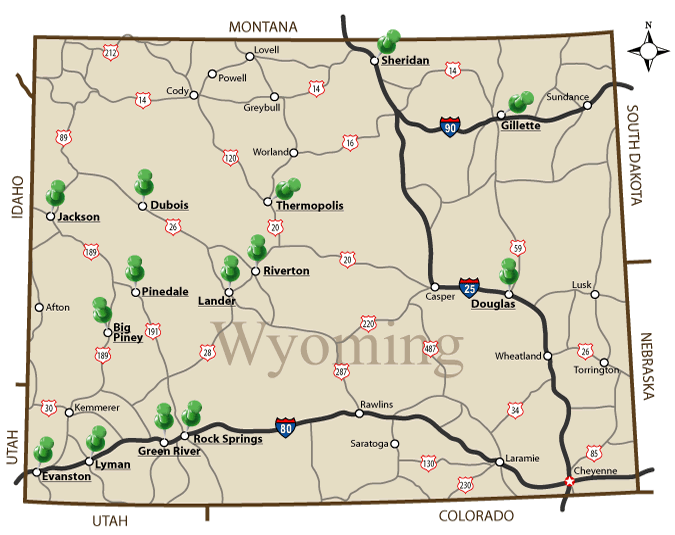 MONTANA
N
212
Lovell
Sheridan
Powell
14
Cody
14
Greybull
14
Sundance
90
Gillette
SOUTH DAKOTA
89
16
120
Worland
IDAHO
Jackson
Dubois
Thermopolis
26
20
189
Riverton
20
59
Pinedale
Lander
Casper
25
Douglas
Lusk
Afton
Big
Piney
191
220
Wyoming
189
28
487
Wheatland
26
Torrington
NEBRASKA
287
30
Kemmerer
Rawlins
34
UTAH
Rock Springs
80
Green River
Saratoga
Lyman
130
Laramie
85
Evanston
Cheyenne
230
UTAH
COLORADO